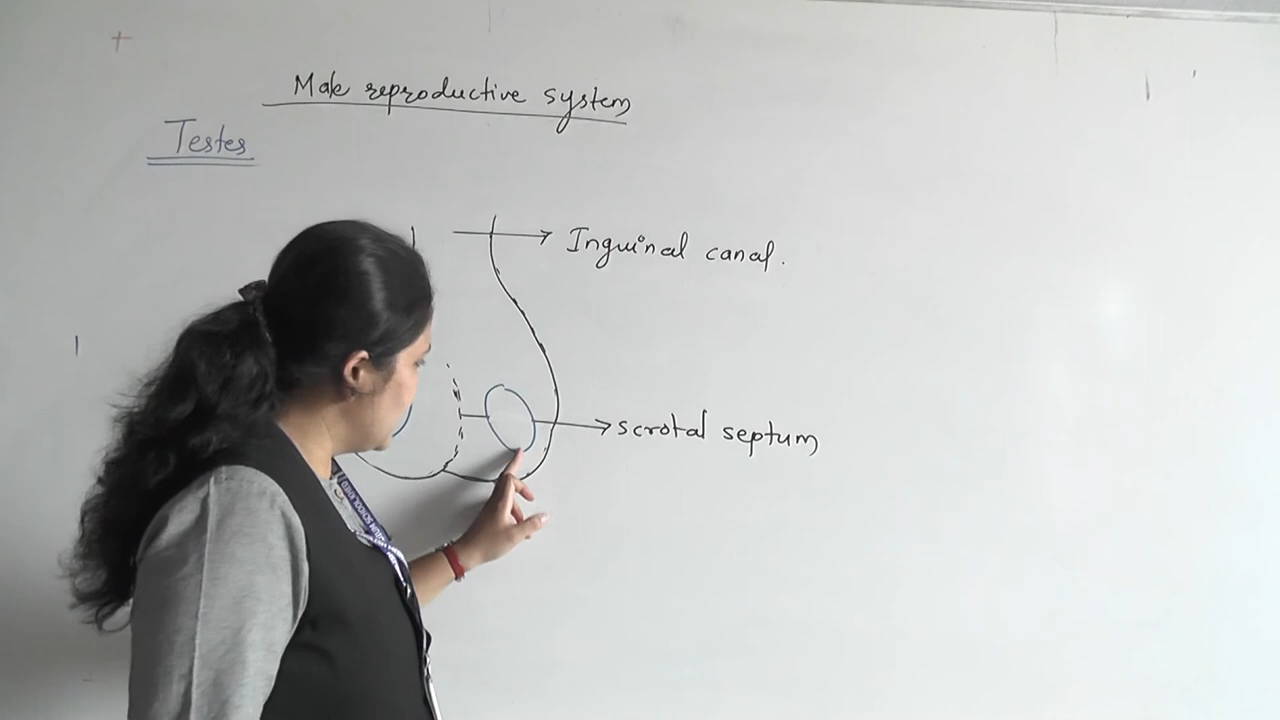 Male reproductive system
Testes
Inguinal canal.
scrotal septum